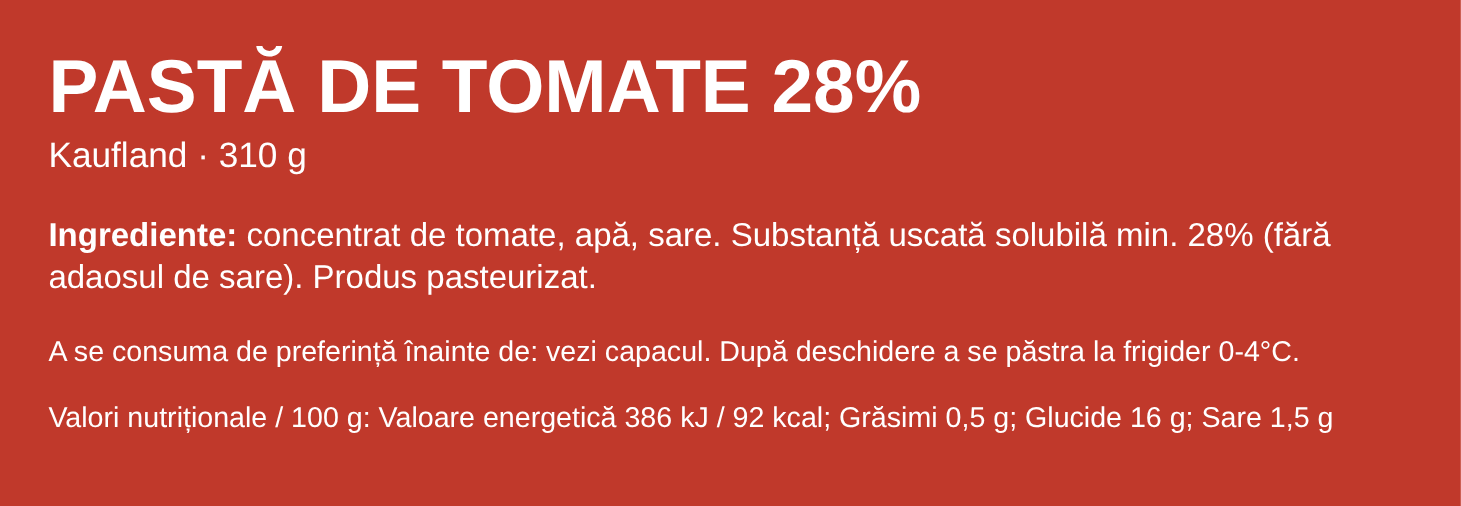 PASTĂ DE TOMATE 28%
Kaufland · 310 g
Ingrediente: concentrat de tomate, apă, sare. Substanță uscată solubilă min. 28% (fără
adaosul de sare). Produs pasteurizat.
A se consuma de preferință înainte de: vezi capacul. După deschidere a se păstra la frigider 0-4°C.
Valori nutriționale / 100 g: Valoare energetică 386 kJ / 92 kcal; Grăsimi 0,5 g; Glucide 16 g; Sare 1,5 g